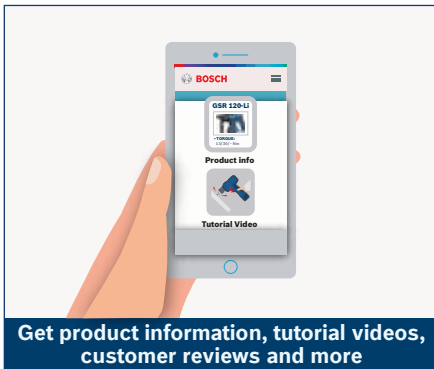 BOSCH
GSR 120-Li
Product info
Tutorial Video
Get product information, tutorial videos,
customer reviews and more